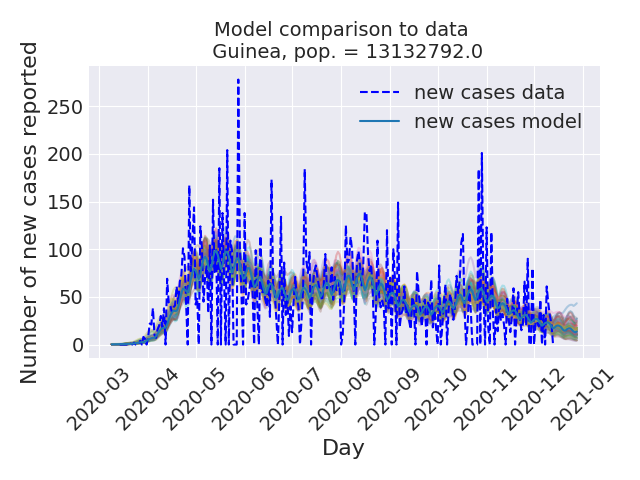 Model comparison to data
Guinea, pop. = 13132792.0
Number of new cases reported
250
200
150
100
50
0
new cases data
new cases model
2020-03
2020-04
2020-05
2020-06
2020-07
2020-08
2020-09
2020-10
2020-11
2020-12
2021-01
Day